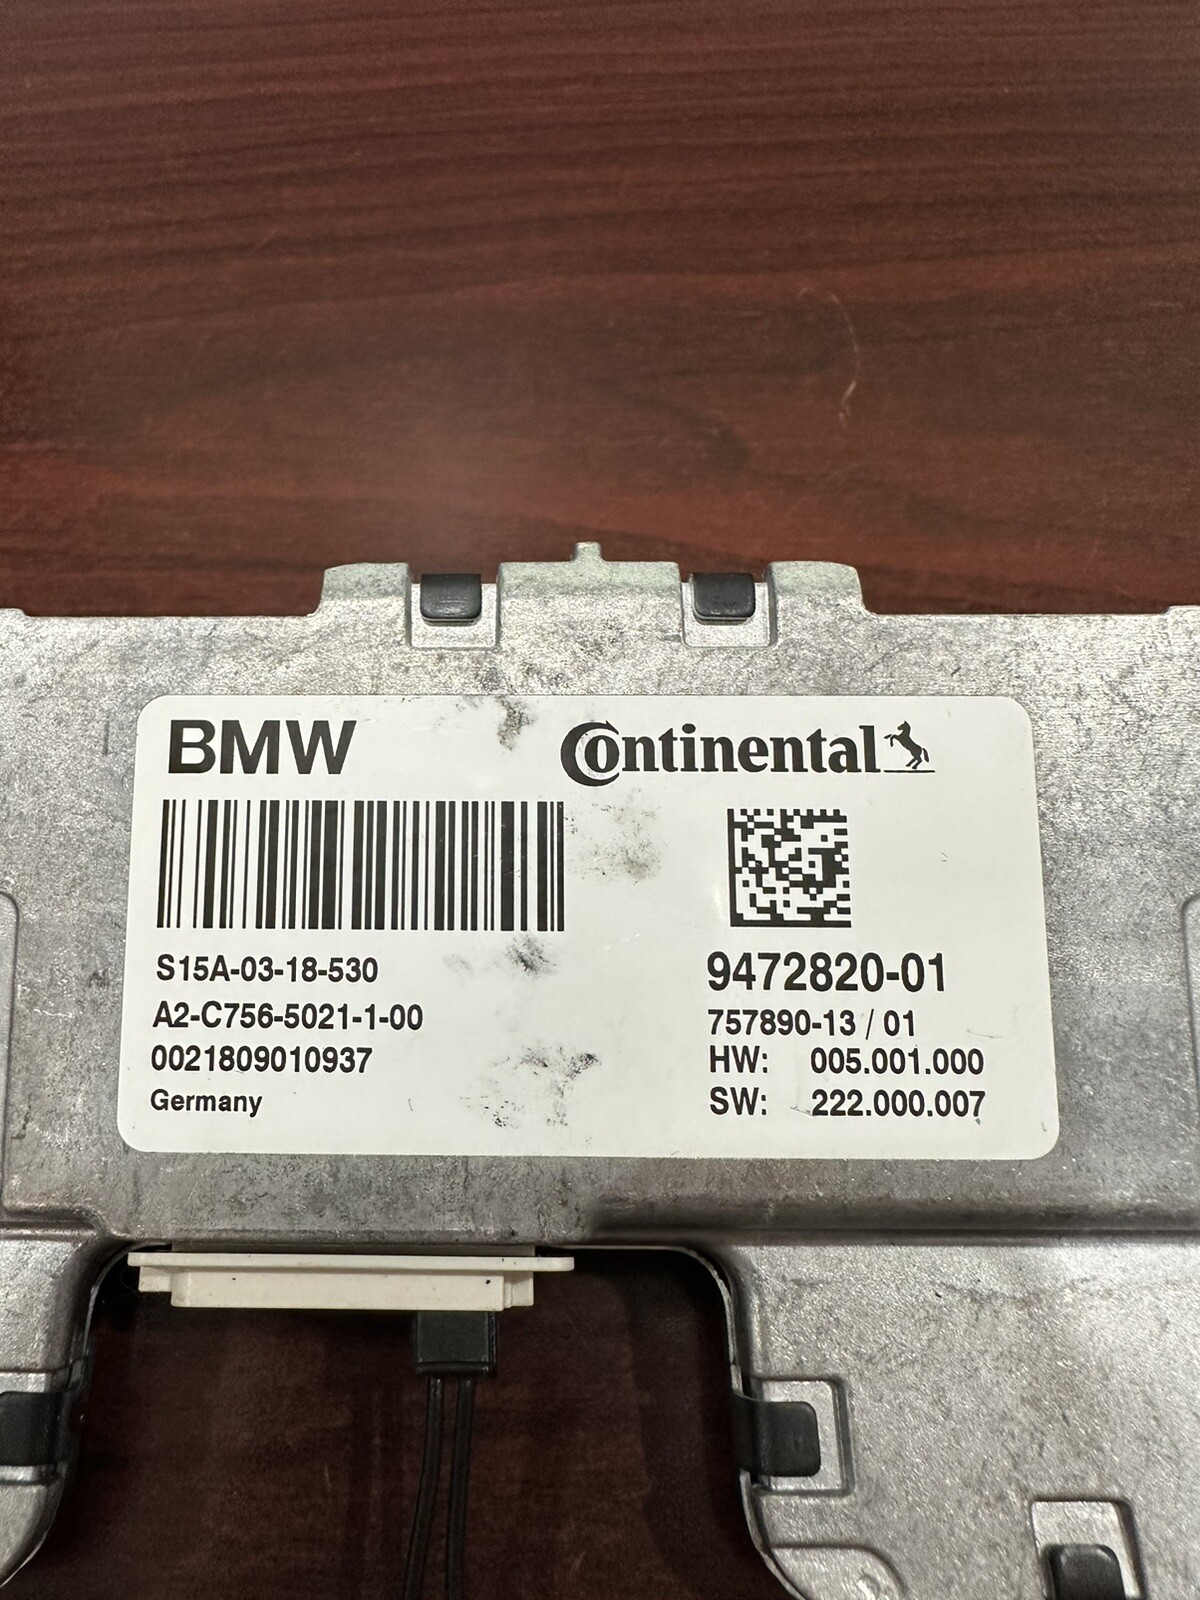 BMW
Continental
S15A-03-18-530
A2-C756-5021-1-00
0021809010937
Germany
9472820-01
757890-13 / 01
HW: 005.001.000
SW: 222.000.007